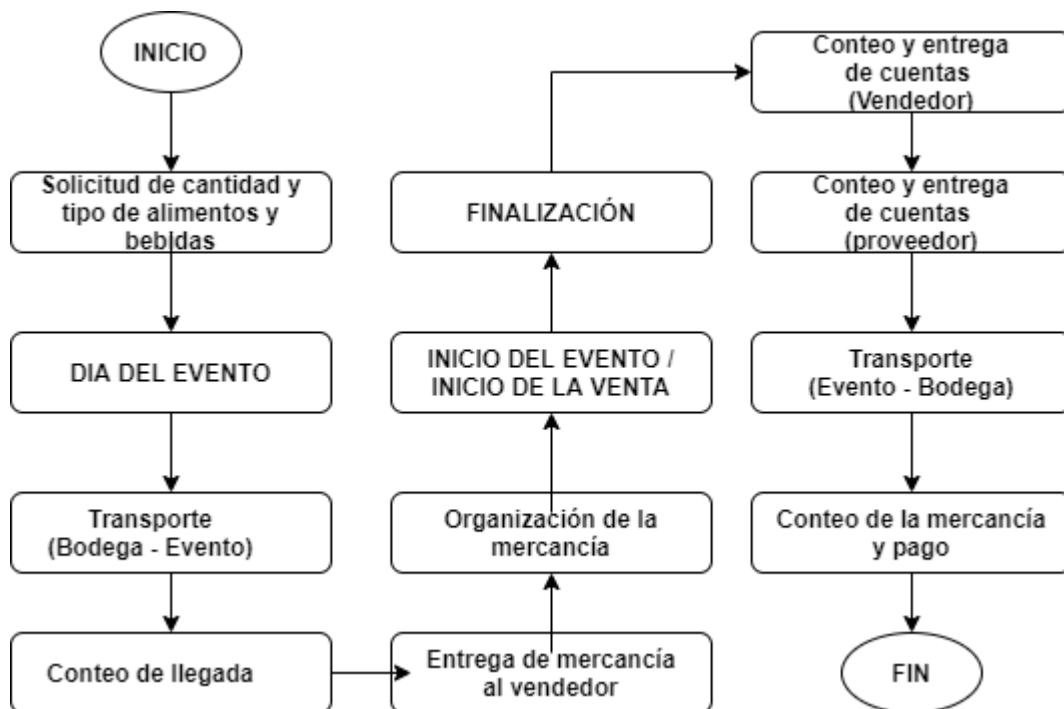 INICIO
Solicitud de cantidad y
tipo de alimentos y
bebidas
DIA DEL EVENTO
Transporte
(Bodega - Evento)
Conteo de llegada
Entrega de mercancía
al vendedor
Organización de la
mercancía
INICIO DEL EVENTO /
INICIO DE LA VENTA
FINALIZACIÓN
Conteo y entrega
de cuentas
(Vendedor)
Conteo y entrega
de cuentas
(proveedor)
Transporte
(Evento - Bodega)
Conteo de la mercancía
y pago
FIN